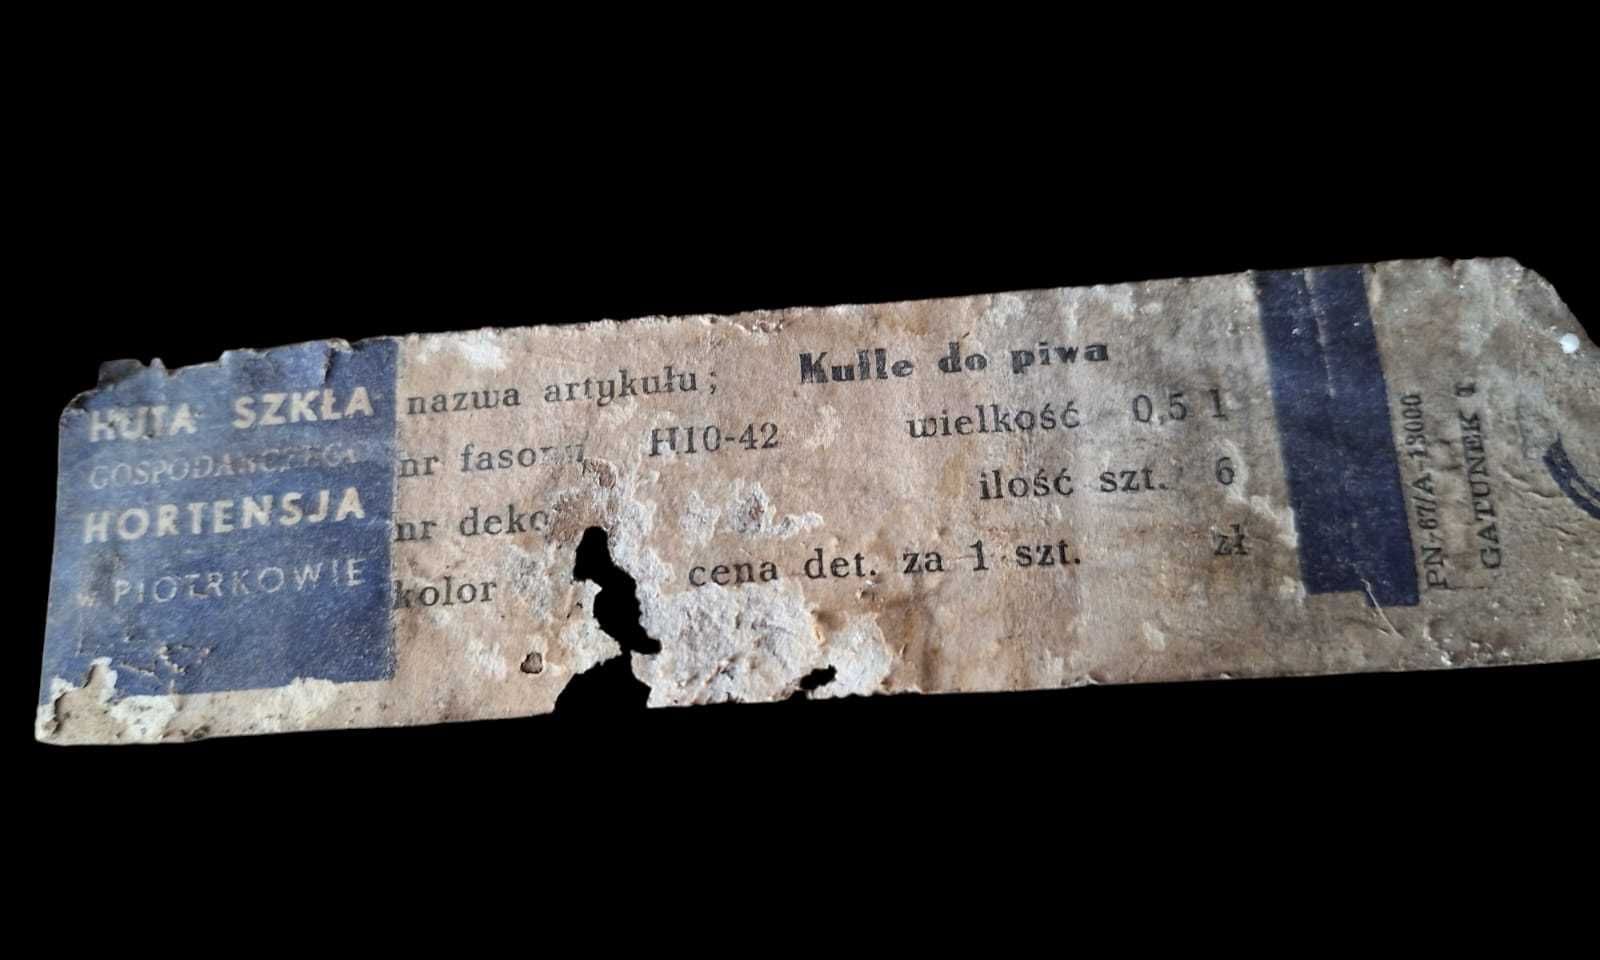 HUTA SZKŁA
GOSPODARCZEGO
HORTENSJA
w PIOTRKOWIE
nazwa artykułu; Kufle do piwa
nr fasonu H10-42 wielkość 0,5 l
ilość szt. 6
nr deko
kolor cena det. za 1 szt. zł
PN-67/A-13000
GATUNEK I